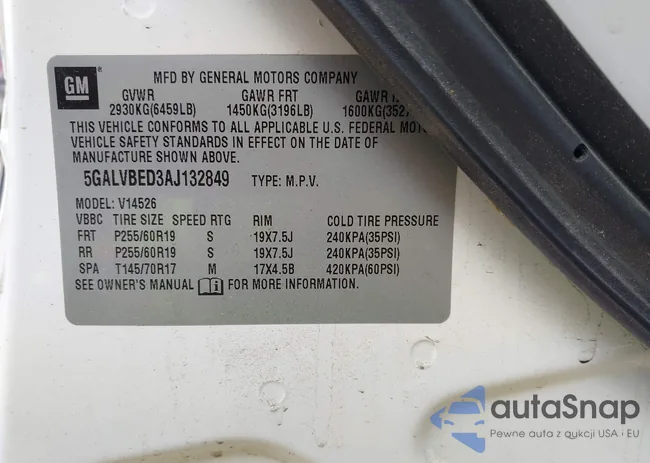 MFD BY GENERAL MOTORS COMPANY
GM ®
GVWR GAWR FRT GAWR
2930KG(6459LB) 1450KG(3196LB) 1600KG(352
THIS VEHICLE CONFORMS TO ALL APPLICABLE U.S. FEDERAL MOT
VEHICLE SAFETY STANDARDS IN EFFECT ON THE DATE OF
MANUFACTURE SHOWN ABOVE.
5GALVBED3AJ132849 TYPE: M.P.V.
MODEL: V14526
VBBC TIRE SIZE SPEED RTG RIM COLD TIRE PRESSURE
FRT P255/60R19 S 19X7.5J 240KPA(35PSI)
RR P255/60R19 S 19X7.5J 240KPA(35PSI)
SPA T145/70R17 M 17X4.5B 420KPA(60PSI)
SEE OWNER'S MANUAL i FOR MORE INFORMATION.
autaSnap
Pewne auta z aukcji USA i EU